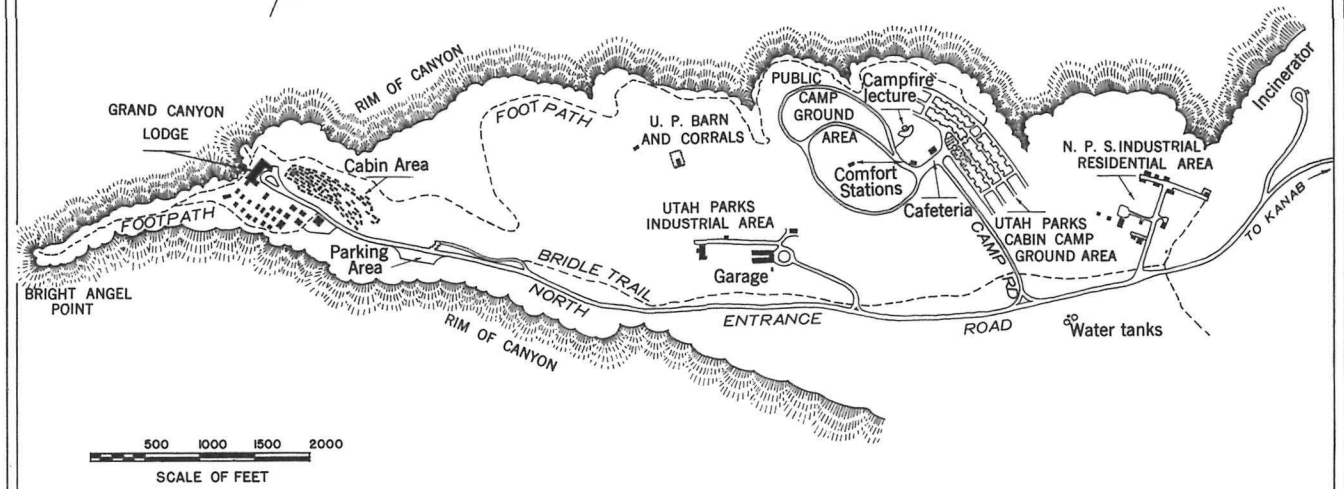 RIM OF CANYON
GRAND CANYON
LODGE
Cabin Area
FOOTPATH
FOOTPATH
BRIGHT ANGEL
POINT
Parking
Area
RIM OF CANYON
BRIDLE TRAIL
NORTH
ENTRANCE
ROAD
U. P. BARN
AND CORRALS
UTAH PARKS
INDUSTRIAL AREA
Garage
PUBLIC
CAMP
GROUND
AREA
Campfire
lecture
Comfort
Stations
Cafeteria
CAMP RD
UTAH PARKS
CABIN CAMP
GROUND AREA
N. P. S. INDUSTRIAL
RESIDENTIAL AREA
Incinerator
TO KANAB
Water tanks
500 1000 1500 2000
SCALE OF FEET